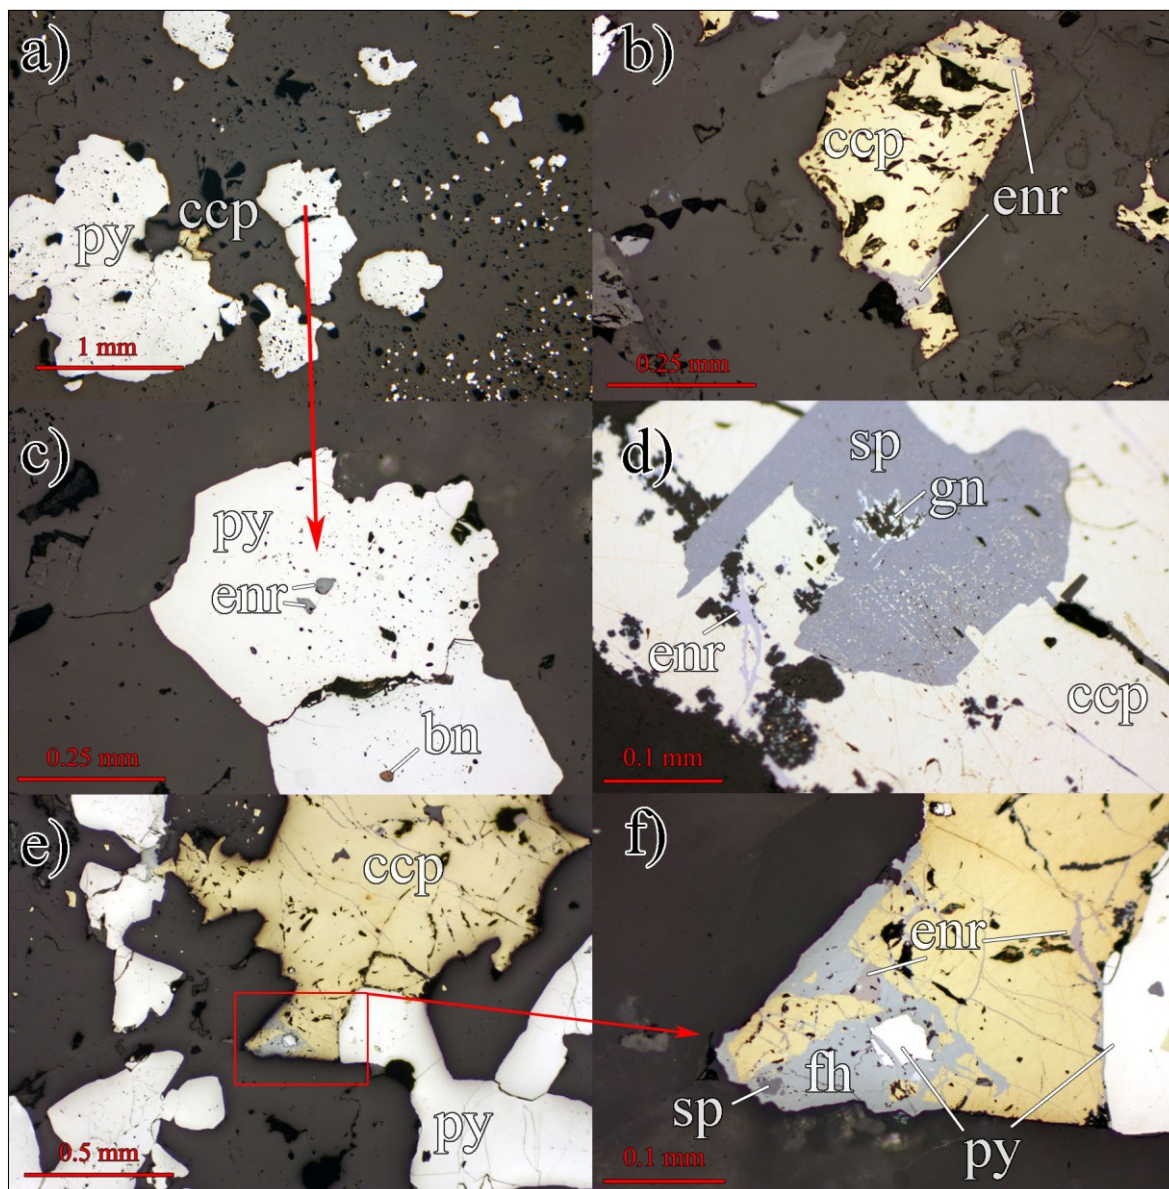 a)
ccp
py
1 mm
b)
ccp
enr
0.25 mm
c)
py
enr
bn
0.25 mm
d)
sp
gn
enr
ccp
0.1 mm
e)
ccp
py
0.5 mm
f)
enr
fh
sp
py
0.1 mm